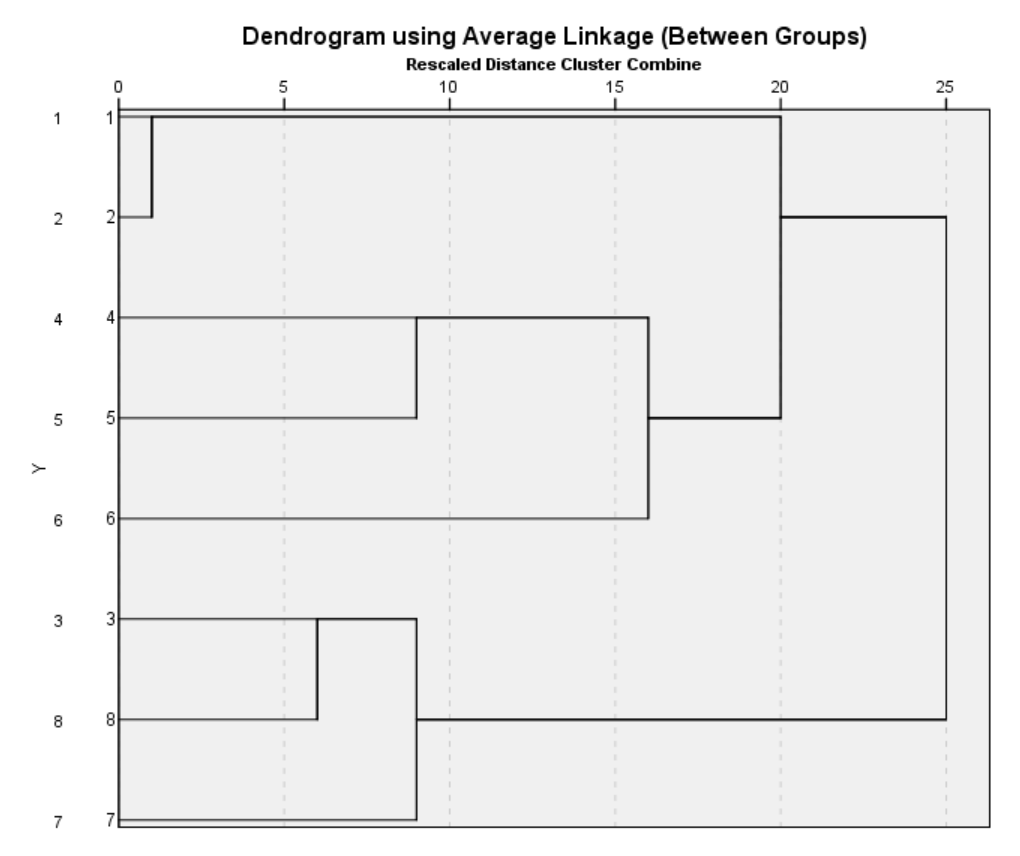 Dendrogram using Average Linkage (Between Groups)
Rescaled Distance Cluster Combine
0 5 10 15 20 25
1 1
2 2
4 4
5 5
Y
6 6
3 3
8 8
7 7